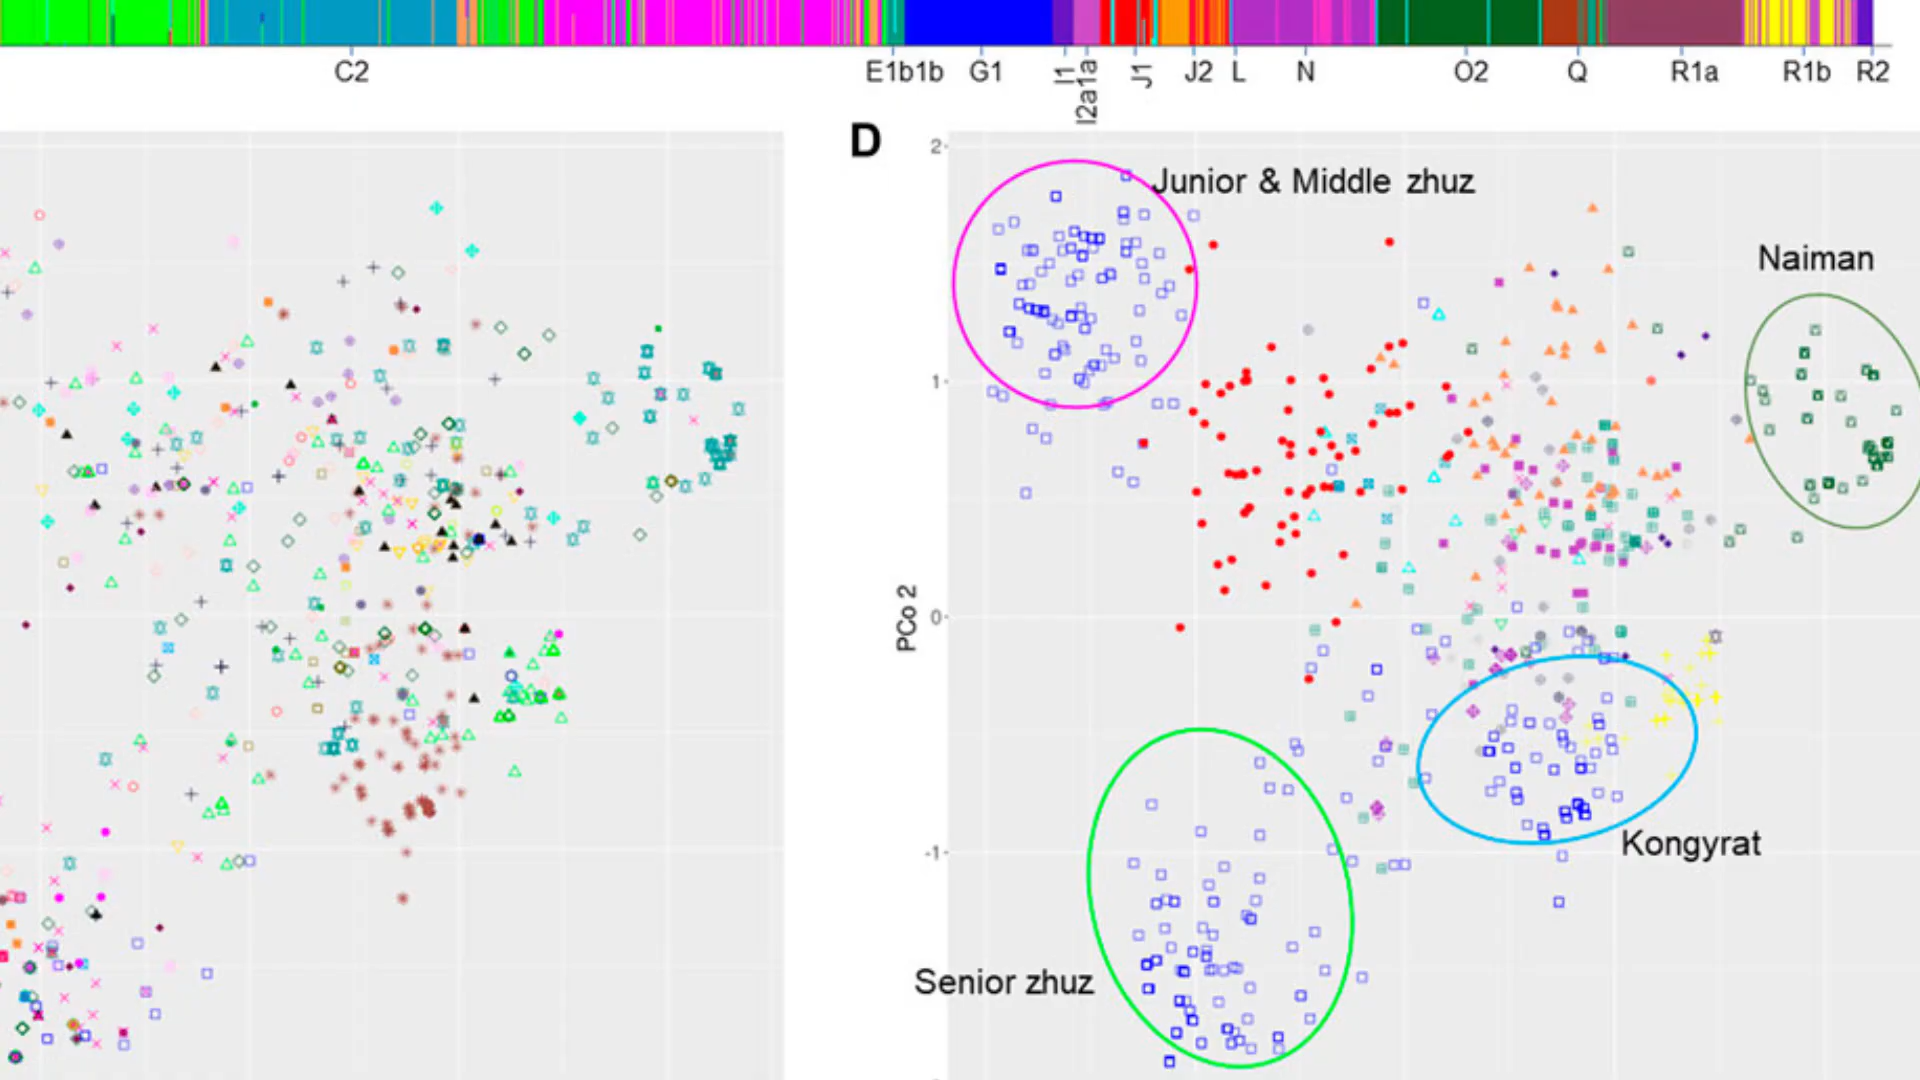 C2
E1b1b
G1
I1
I2a1a
J1
J2
L
N
O2
Q
R1a
R1b
R2
D
2
Junior & Middle zhuz
Naiman
1
PCo 2
0
Kongyrat
-1
Senior zhuz